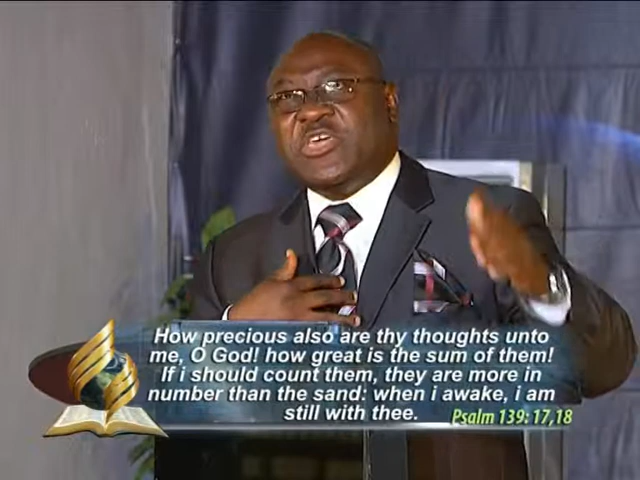 How precious also are thy thoughts unto
me, O God! how great is the sum of them!
If i should count them, they are more in
number than the sand: when i awake, i am
still with thee.
Psalm 139: 17,18